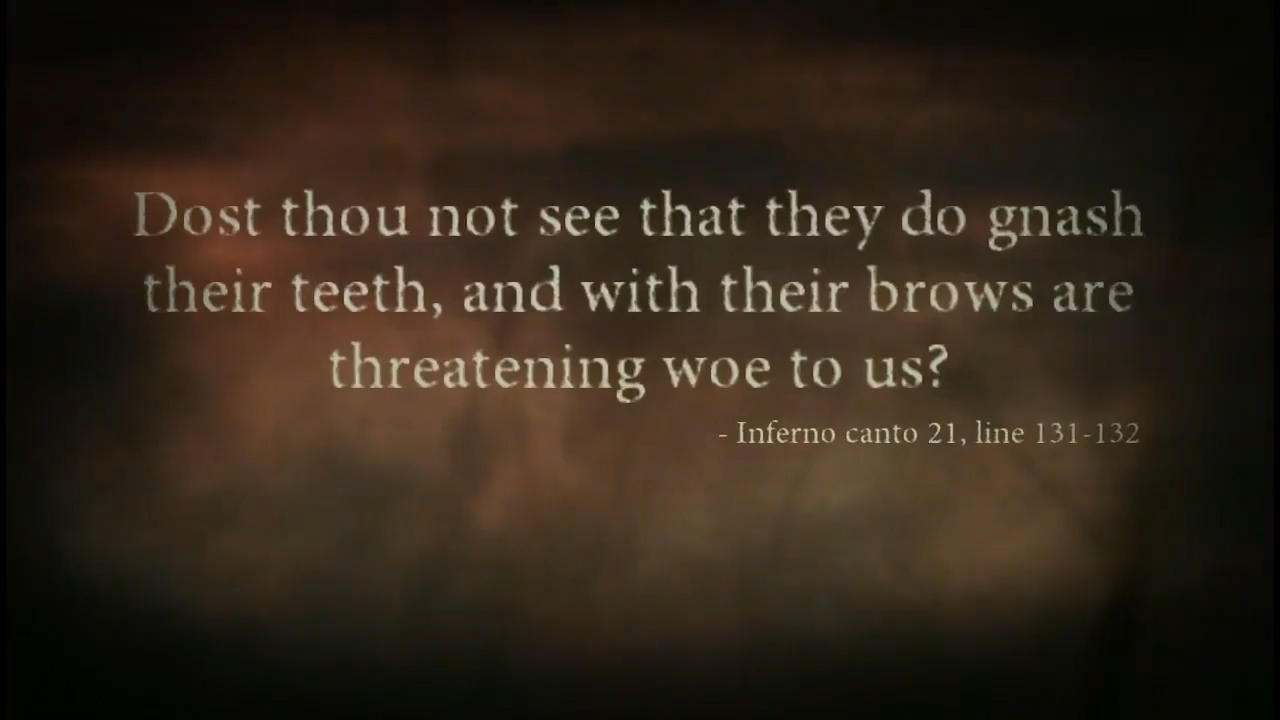 Dost thou not see that they do gnash
their teeth, and with their brows are
threatening woe to us?
- Inferno canto 21, line 131-132